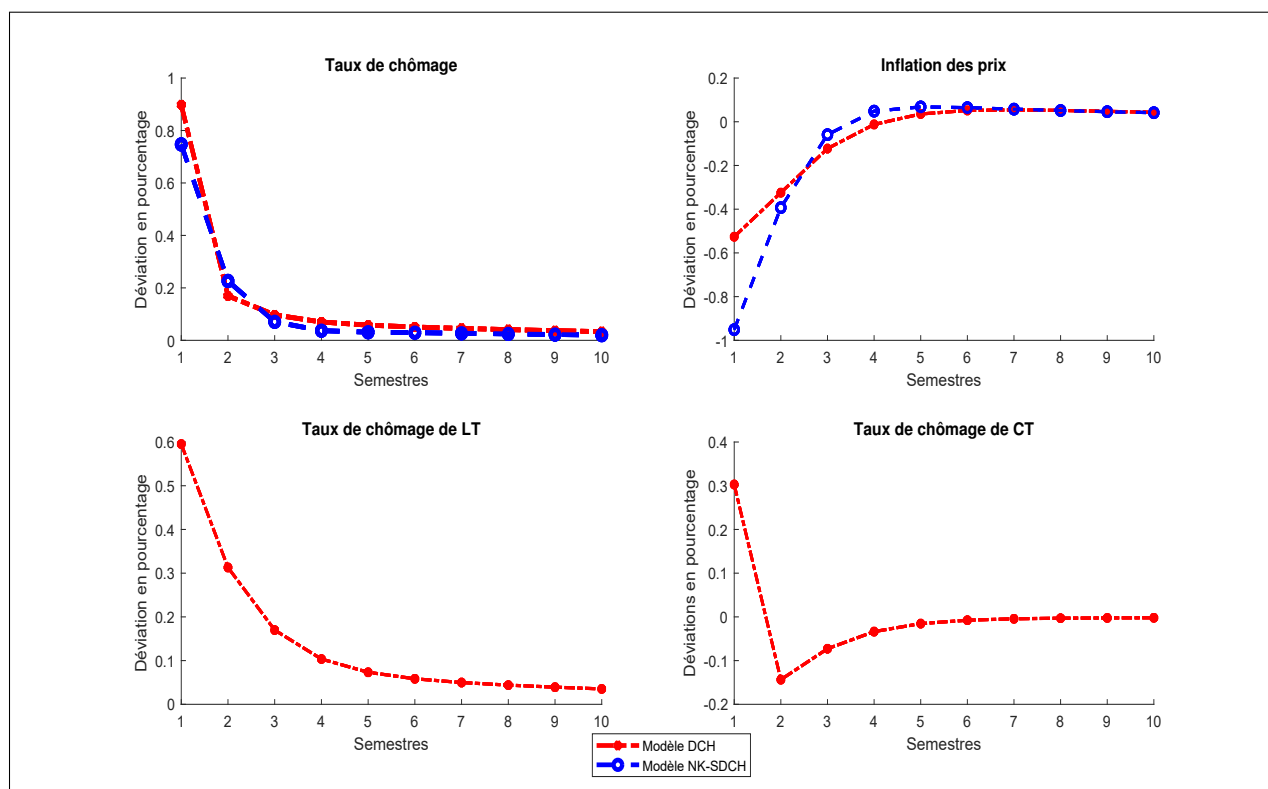 Taux de chômage
Déviation en pourcentage
1
0.8
0.6
0.4
0.2
0
1 2 3 4 5 6 7 8 9 10
Semestres
Inflation des prix
Déviation en pourcentage
0.2
0
-0.2
-0.4
-0.6
-0.8
-1
1 2 3 4 5 6 7 8 9 10
Semestres
Taux de chômage de LT
Déviation en pourcentage
0.6
0.5
0.4
0.3
0.2
0.1
0
1 2 3 4 5 6 7 8 9 10
Semestres
Taux de chômage de CT
Déviations en pourcentage
0.4
0.3
0.2
0.1
0
-0.1
-0.2
1 2 3 4 5 6 7 8 9 10
Semestres
Modèle DCH
Modèle NK-SDCH